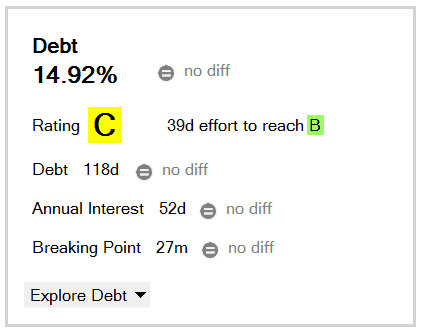 Debt
14.92% no diff
Rating C 39d effort to reach B
Debt 118d no diff
Annual Interest 52d no diff
Breaking Point 27m no diff
Explore Debt